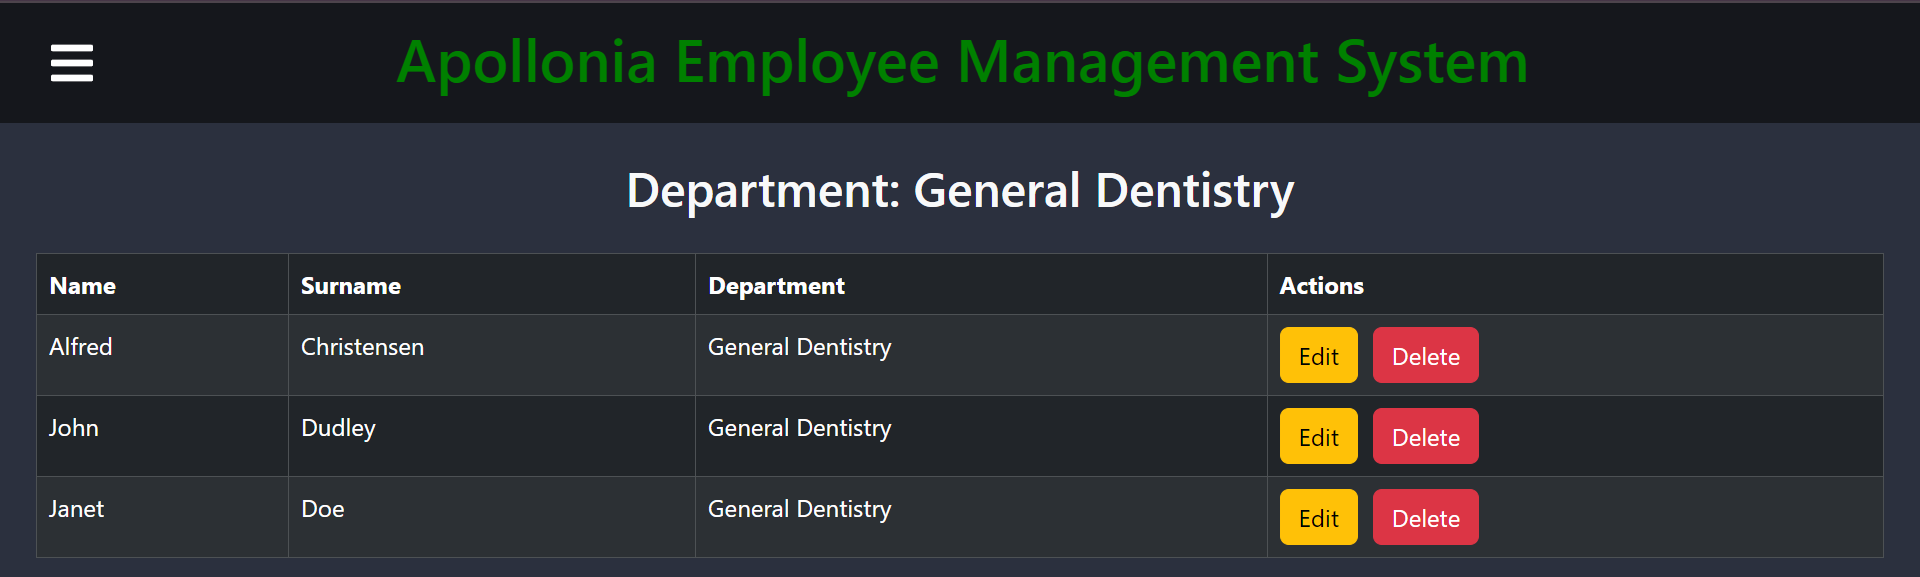 Apollonia Employee Management System
Department: General Dentistry
Name Surname Department Actions
Alfred Christensen General Dentistry Edit Delete
John Dudley General Dentistry Edit Delete
Janet Doe General Dentistry Edit Delete